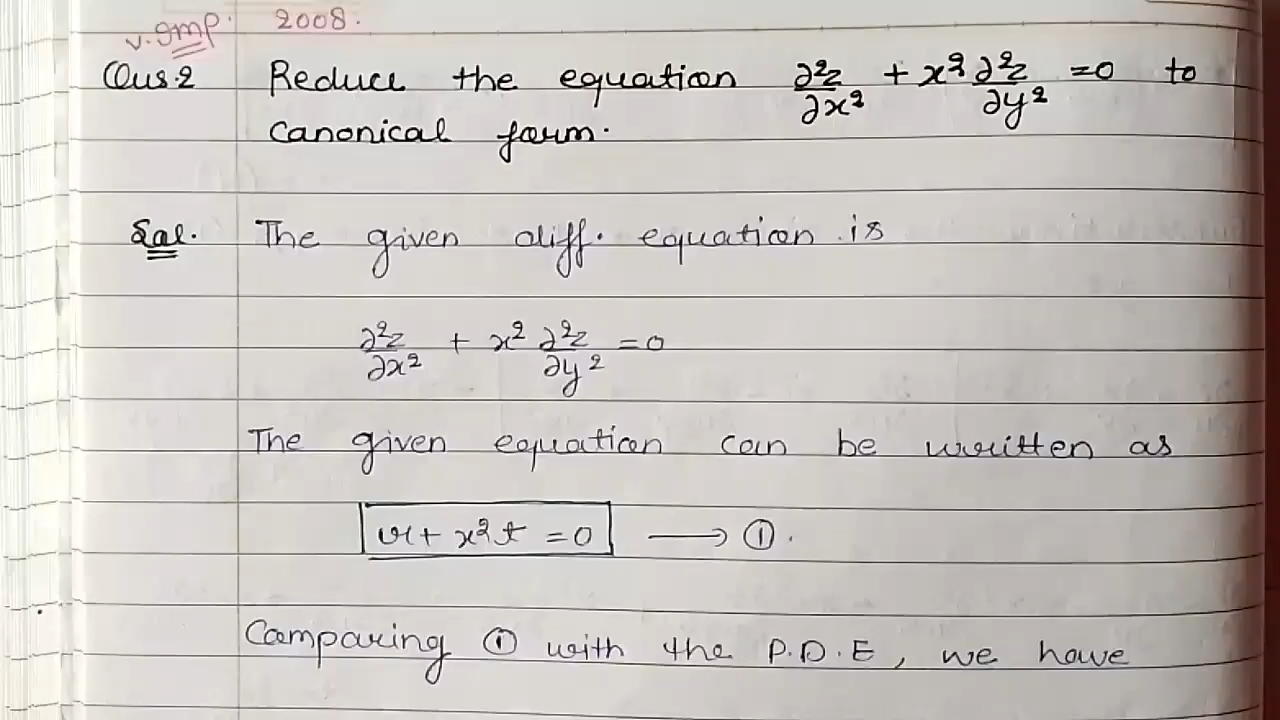 v. Imp. 2008.
Ques 2 Reduce the equation ∂²z/∂x² + x² ∂²z/∂y² = 0 to
canonical form.
Sol. The given diff. equation is
∂²z/∂x² + x² ∂²z/∂y² = 0
The given equation can be written as
r + x²t = 0 → ①.
Comparing ① with the P.D.E, we have